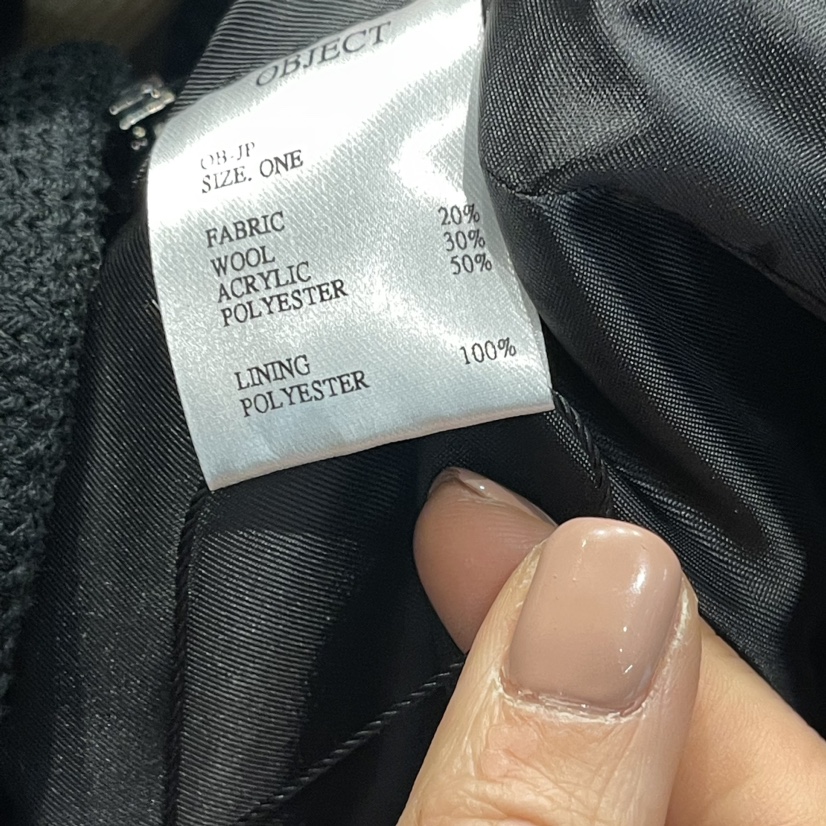 OBJECT
OB-JP
SIZE. ONE
FABRIC
WOOL 20%
ACRYLIC 30%
POLYESTER 50%
LINING
POLYESTER 100%